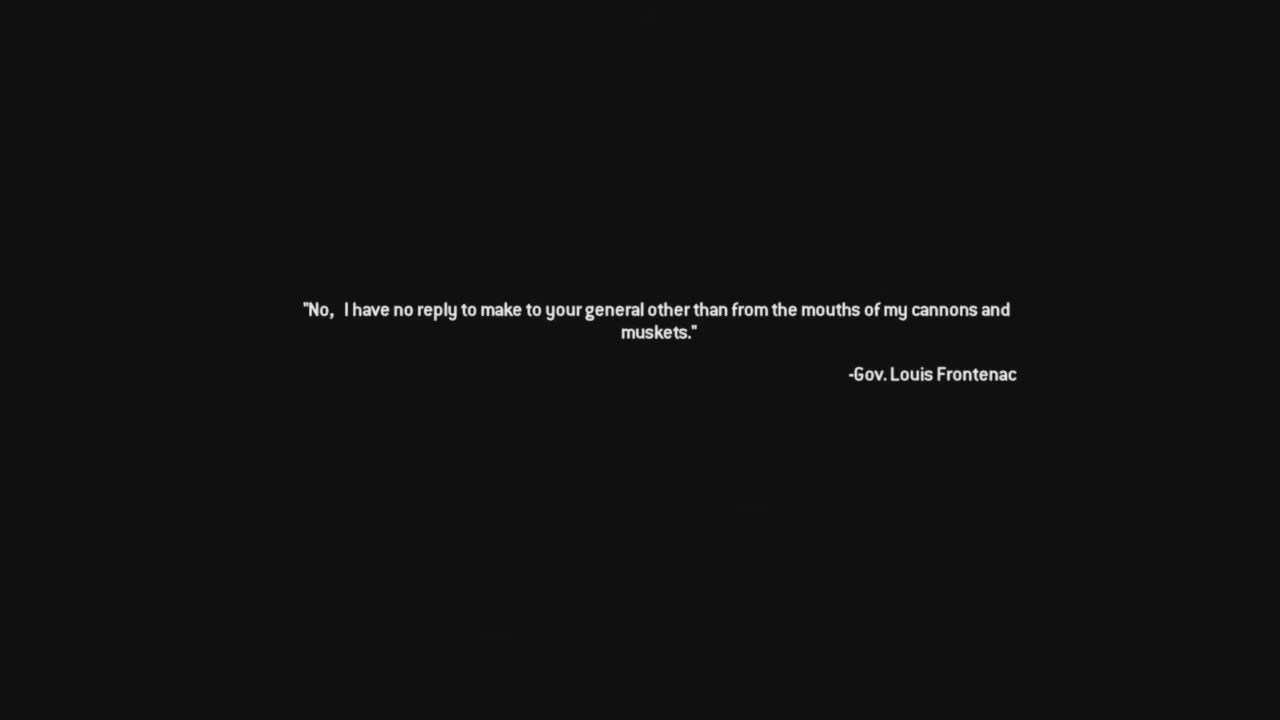 "No,  I have no reply to make to your general other than from the mouths of my cannons and
muskets."
-Gov. Louis Frontenac